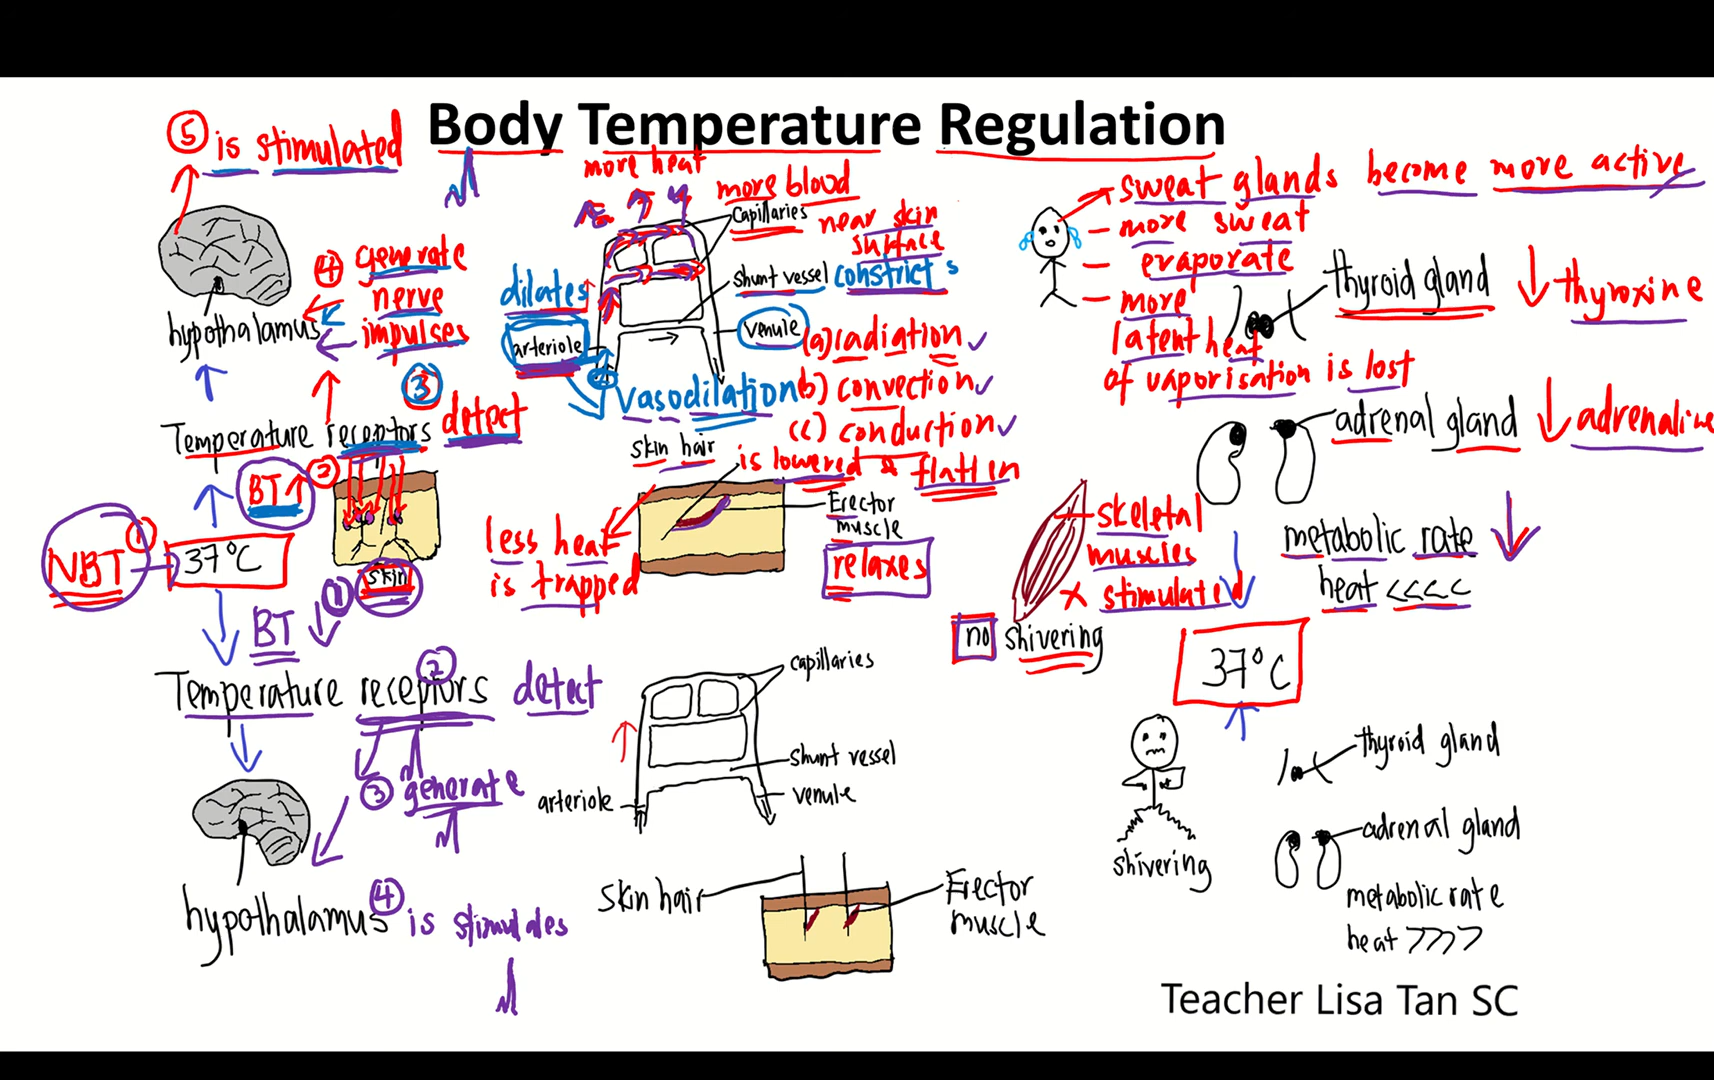 Body Temperature Regulation
⑤ is stimulated
more heat
more blood
Capillaries near skin
surface
④ generate
nerve
impulses
hypothalamus
dilates
arteriole
Shunt vessel constricts
venule
(a) radiation ✓
Vasodilation
b) convection ✓
(c) conduction ✓
sweat glands become more active
- more sweat
- evaporate
- more
latent heat
of vaporisation is lost
thyroid gland ↓ thyroxine
adrenal gland ↓ adrenaline
③ detect
Temperature receptors
BT↑ ②
NBT ①
37°C
skin
skin hair
is lowered & flatten
Erector
muscle
relaxes
less heat
is trapped
skeletal
muscles
x stimulated
no shivering
metabolic rate ↓
heat <<<<
37°C
BT ↓ ①
② Temperature receptors detect
③ generate
hypothalamus ④ is stimulates
capillaries
Shunt vessel
arteriole
venule
skin hair
Erector
muscle
shivering
thyroid gland
adrenal gland
metabolic rate
heat >>>>
Teacher Lisa Tan SC